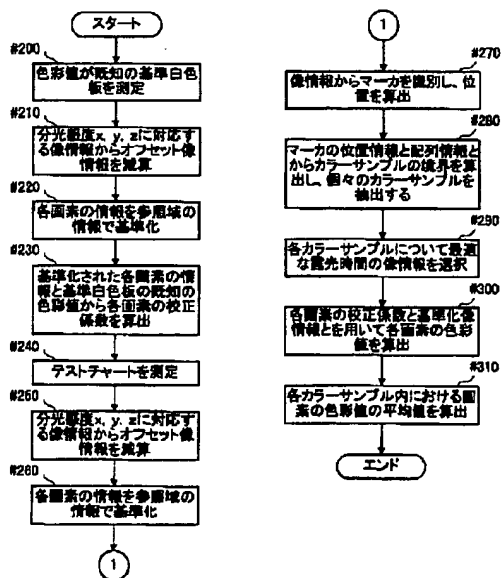 スタート
#200
色彩値が既知の基準白色
板を測定
#210
分光感度x, y, zに対応す
る像情報からオフセット像
情報を減算
#220
各画素の情報を参照域の
情報で基準化
#230
基準化された各画素の情
報と基準白色板の既知の
色彩値から各画素の校正
係数を算出
#240
テストチャートを測定
#250
分光感度x, y, zに対応す
る像情報からオフセット像
情報を減算
#260
各画素の情報を参照域の
情報で基準化
1
1
#270
像情報からマーカを識別し、位
置を算出
#280
マーカの位置情報と配列情報と
からカラーサンプルの境界を算
出し、個々のカラーサンプルを
抽出する
#290
各カラーサンプルについて最適
な露光時間の像情報を選択
#300
各画素の校正係数と基準化像
情報とを用いて各画素の色彩
値を算出
#310
各カラーサンプル内における画
素の色彩値の平均値を算出
エンド